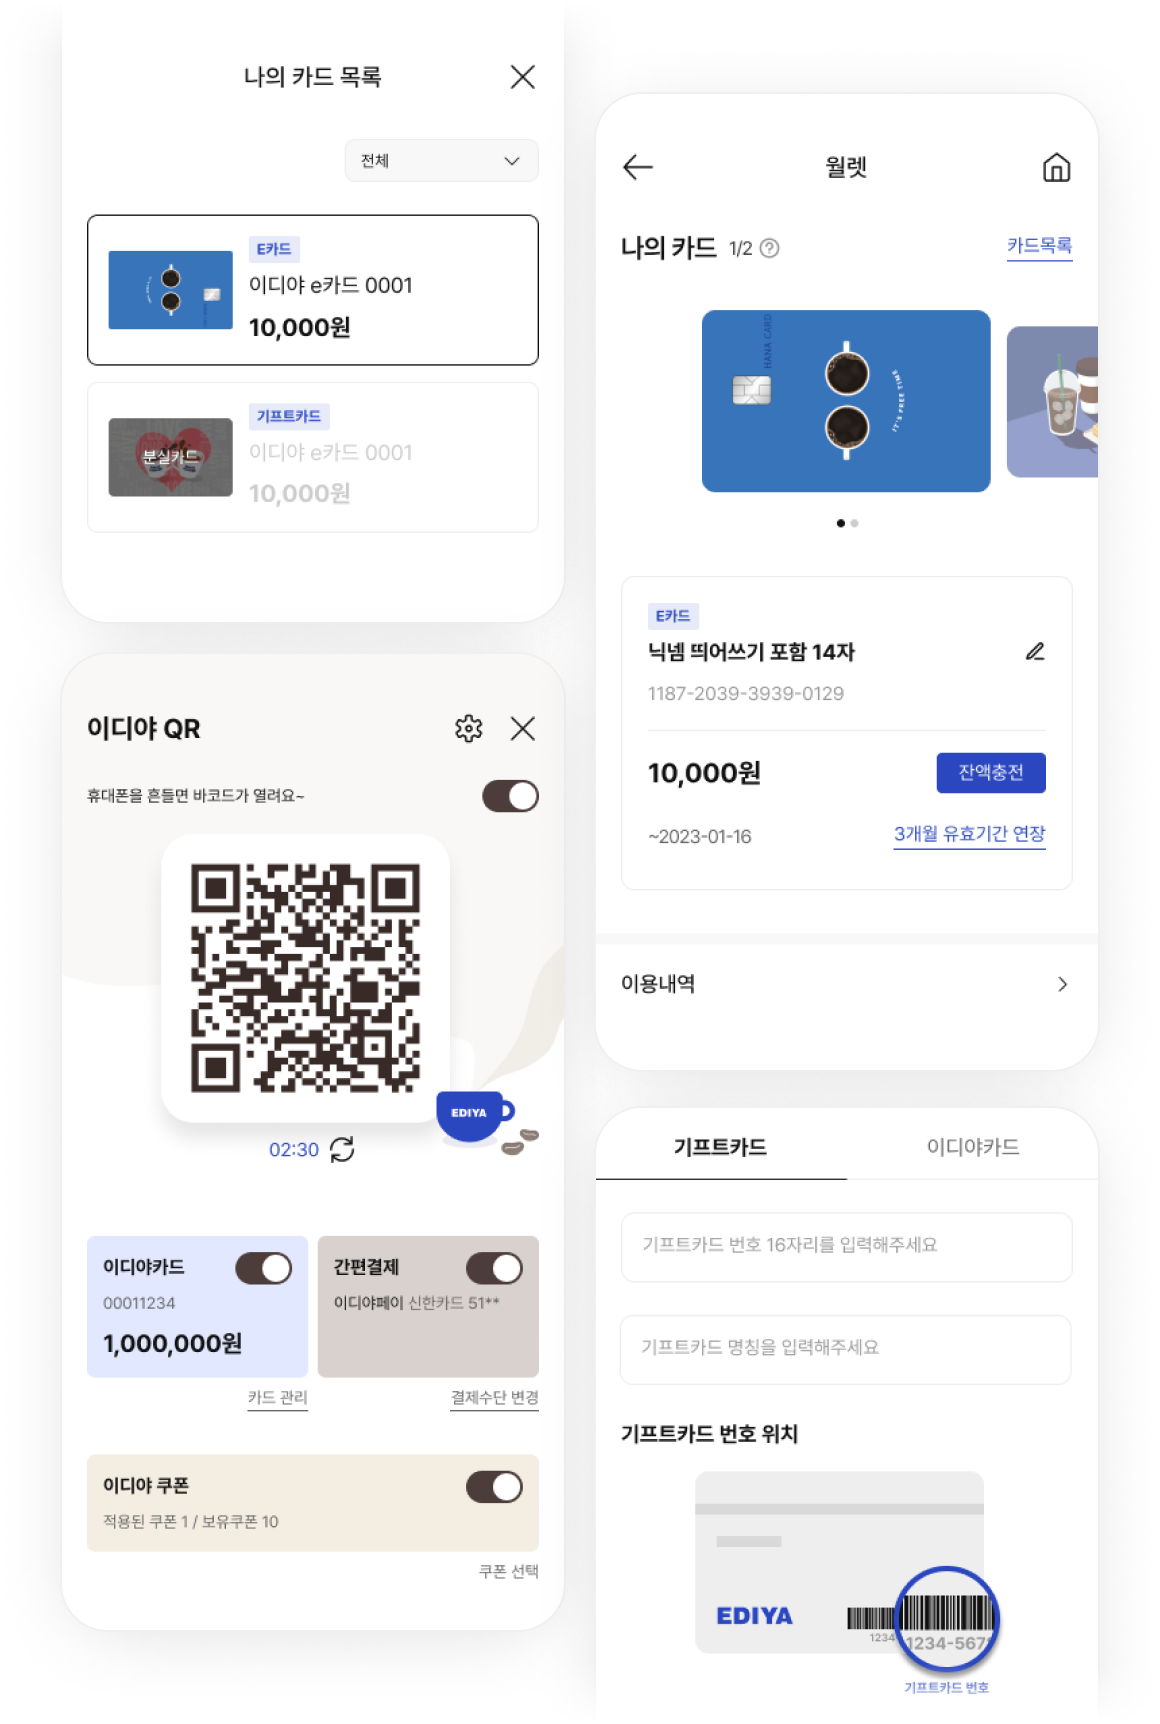 나의 카드 목록
전체
E카드
이디야 e카드 0001
10,000원
분실카드
기프트카드
이디야 e카드 0001
10,000원
이디야 QR
휴대폰을 흔들면 바코드가 열려요~
EDIYA
02:30
이디야카드
00011234
1,000,000원
카드 관리
간편결제
이디야페이 신한카드 51**
결제수단 변경
이디야 쿠폰
적용된 쿠폰 1 / 보유쿠폰 10
쿠폰 선택
월렛
나의 카드 1/2
카드목록
HANA CARD
IT'S FREE TIME
E카드
닉넴 띄어쓰기 포함 14자
1187-2039-3939-0129
10,000원
잔액충전
~2023-01-16
3개월 유효기간 연장
이용내역
기프트카드
이디야카드
기프트카드 번호 16자리를 입력해주세요
기프트카드 명칭을 입력해주세요
기프트카드 번호 위치
EDIYA
1234
1234-567
기프트카드 번호